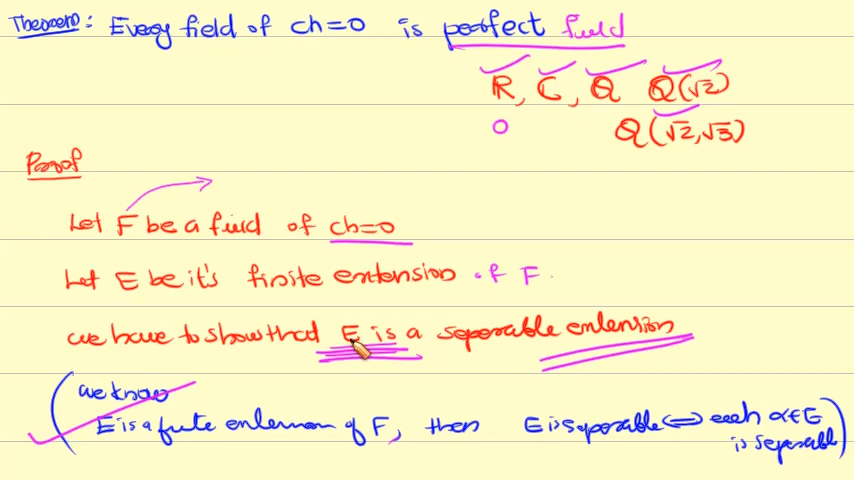 Theorem: Every field of ch=0 is perfect field
R, C, Q Q(√2)
0 Q(√2,√3)
Proof
Let F be a field of ch=0
Let E be it's finite extension of F.
we have to show that E is a separable extension
(we know
E is a finite extension of F, then E is separable ⇔ each α∈E
is separable)